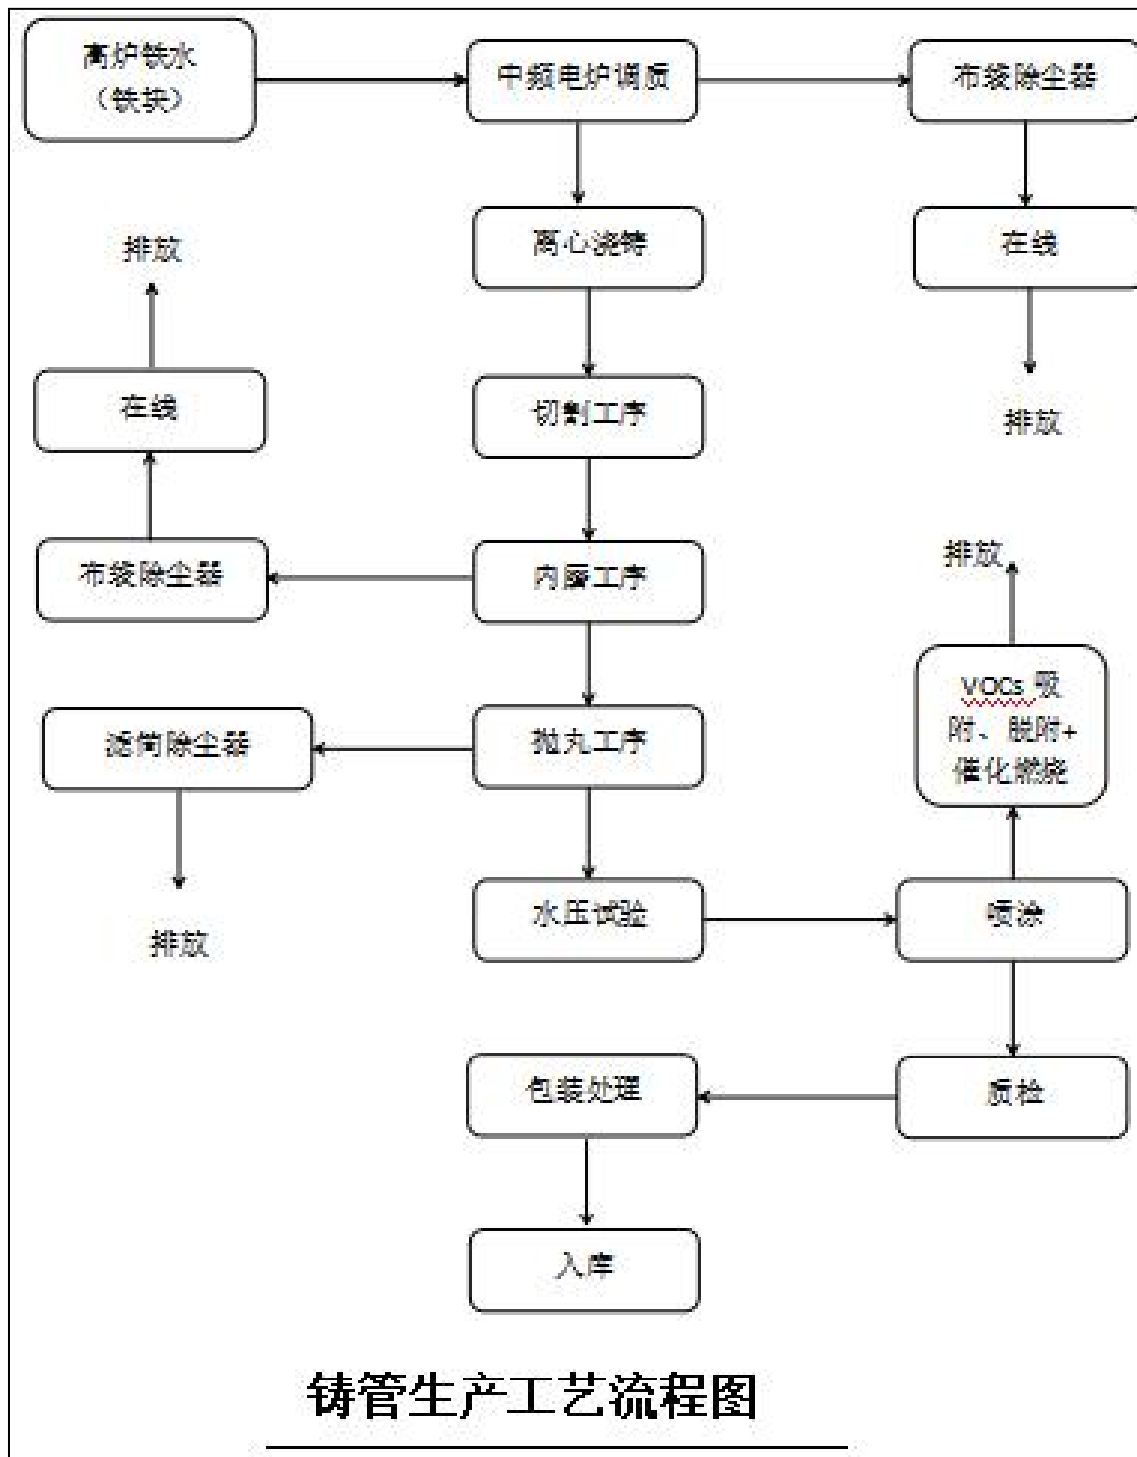 高炉铁水
（铁块）
中频电炉调质
布袋除尘器
离心浇铸
在线
排放
在线
切割工序
排放
布袋除尘器
内磨工序
排放
VOCs 吸
附、脱附+
催化燃烧
滤筒除尘器
抛丸工序
水压试验
喷涂
排放
包装处理
质检
入库
铸管生产工艺流程图